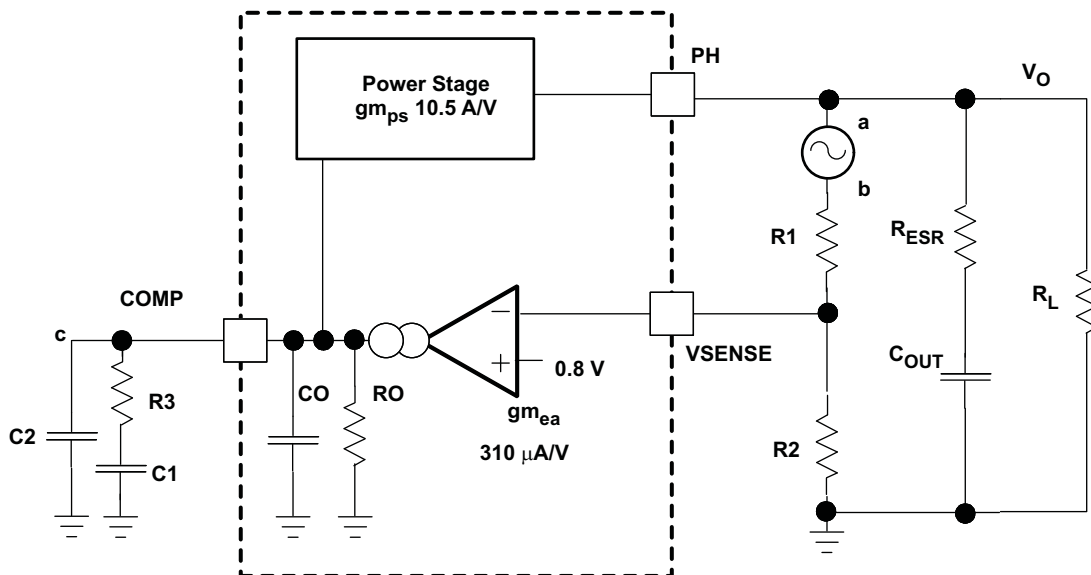 PH
Power Stage
gmps 10.5 A/V
VO
a
b
R1
RESR
RL
COMP
c
VSENSE
0.8 V
COUT
R3
CO
RO
gmea
C2
310 μA/V
R2
C1